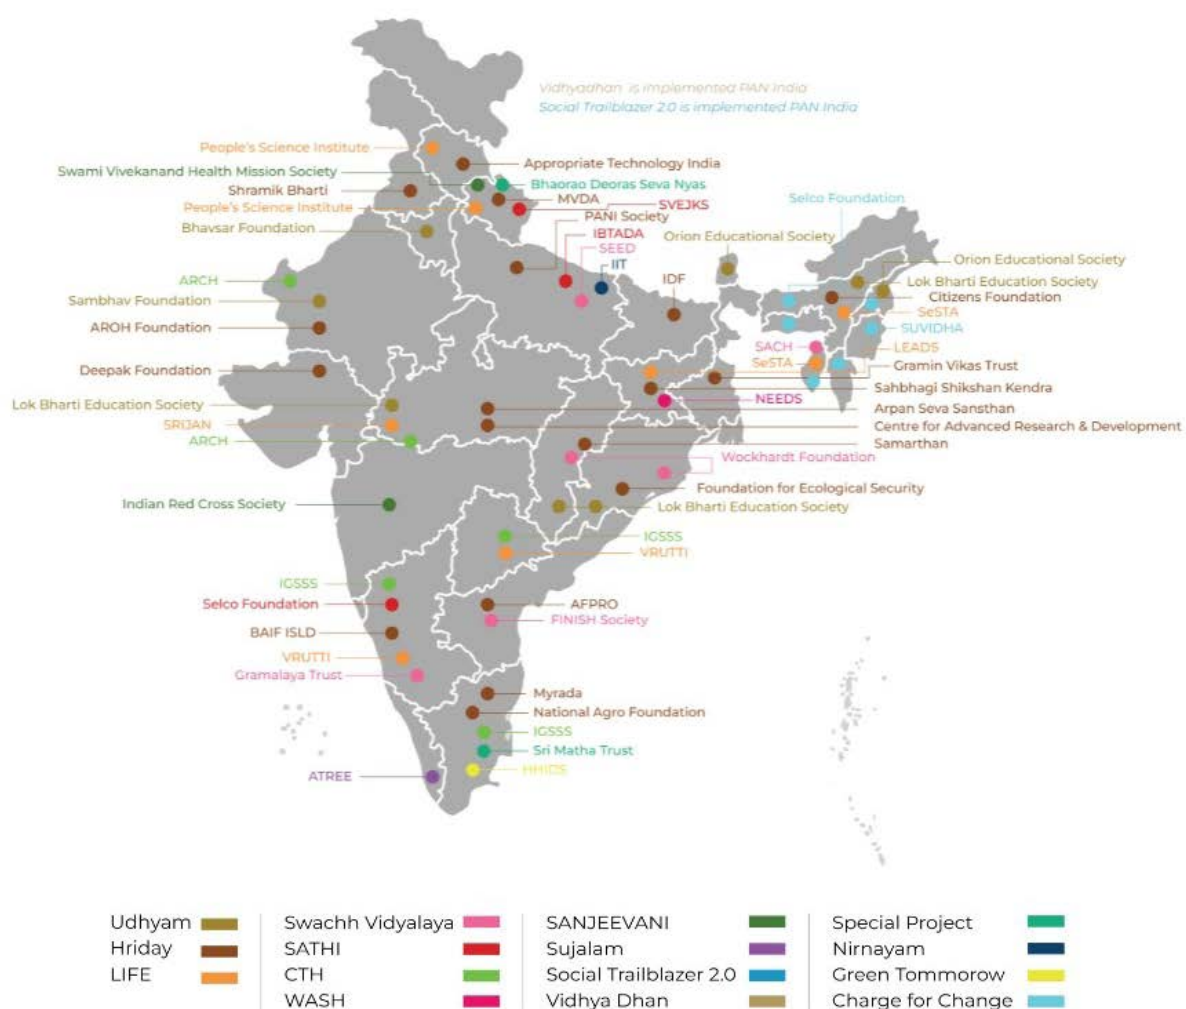 Vidhyadhan is implemented PAN India
Social Trailblazer 2.0 is implemented PAN India
People's Science Institute
Swami Vivekanand Health Mission Society
Shramik Bharti
People's Science Institute
Bhavsar Foundation
ARCH
Sambhav Foundation
AROH Foundation
Deepak Foundation
Lok Bharti Education Society
SRIJAN
ARCH
Indian Red Cross Society
IGSSS
Selco Foundation
BAIF ISLD
VRUTTI
Gramalaya Trust
ATREE
Appropriate Technology India
Bhaorao Deoras Seva Nyas
MVDA
SVEJKS
PANI Society
IBTADA
SEED
IIT
IDF
Selco Foundation
Orion Educational Society
Orion Educational Society
Lok Bharti Education Society
Citizens Foundation
SeSTA
SUVIDHA
SACH
LEADS
SeSTA
Gramin Vikas Trust
Sahbhagi Shikshan Kendra
NEEDS
Arpan Seva Sansthan
Centre for Advanced Research & Development
Samarthan
Wockhardt Foundation
Foundation for Ecological Security
Lok Bharti Education Society
IGSSS
VRUTTI
AFPRO
FINISH Society
Myrada
National Agro Foundation
IGSSS
Sri Matha Trust
HHIDS
Udhyam
Hriday
LIFE
Swachh Vidyalaya
SATHI
CTH
WASH
SANJEEVANI
Sujalam
Social Trailblazer 2.0
Vidhya Dhan
Special Project
Nirnayam
Green Tommorow
Charge for Change